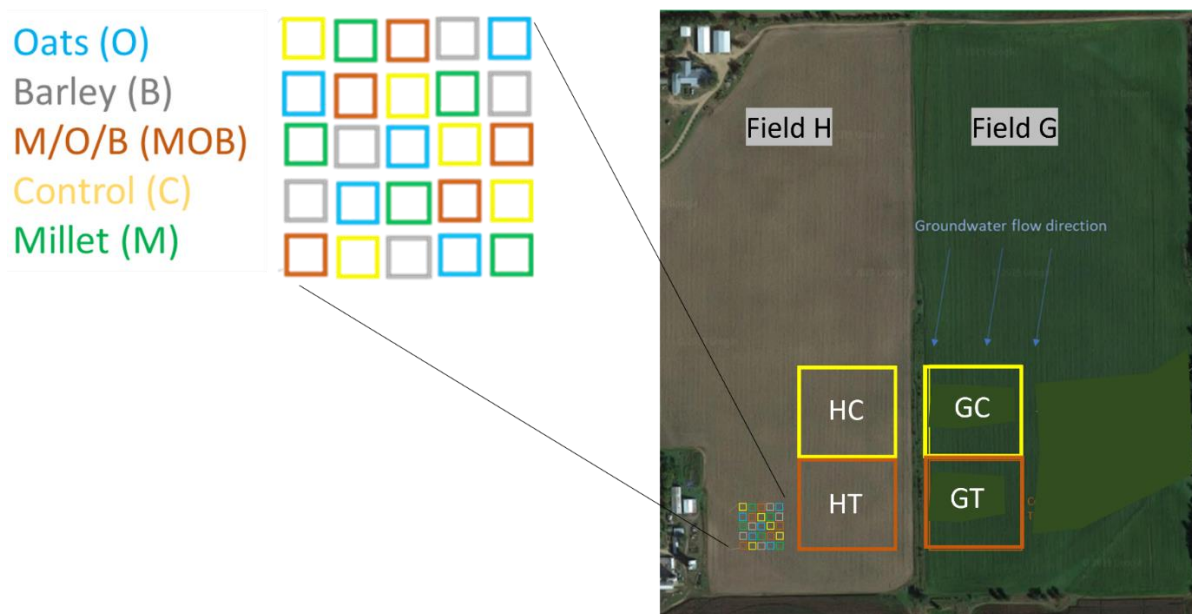 Oats (O)
Barley (B)
M/O/B (MOB)
Control (C)
Millet (M)
Field H
Field G
Groundwater flow direction
HC
GC
HT
GT